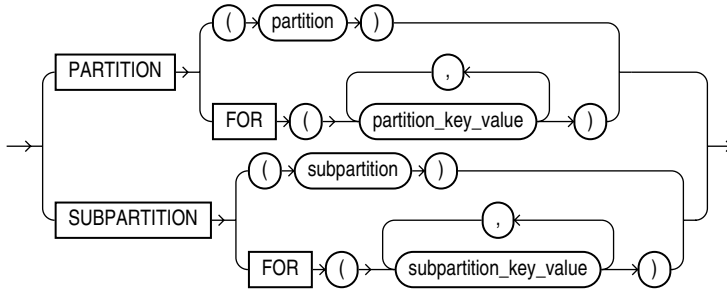 ( partition )
PARTITION
,
FOR ( partition_key_value )
( subpartition )
SUBPARTITION
,
FOR ( subpartition_key_value )